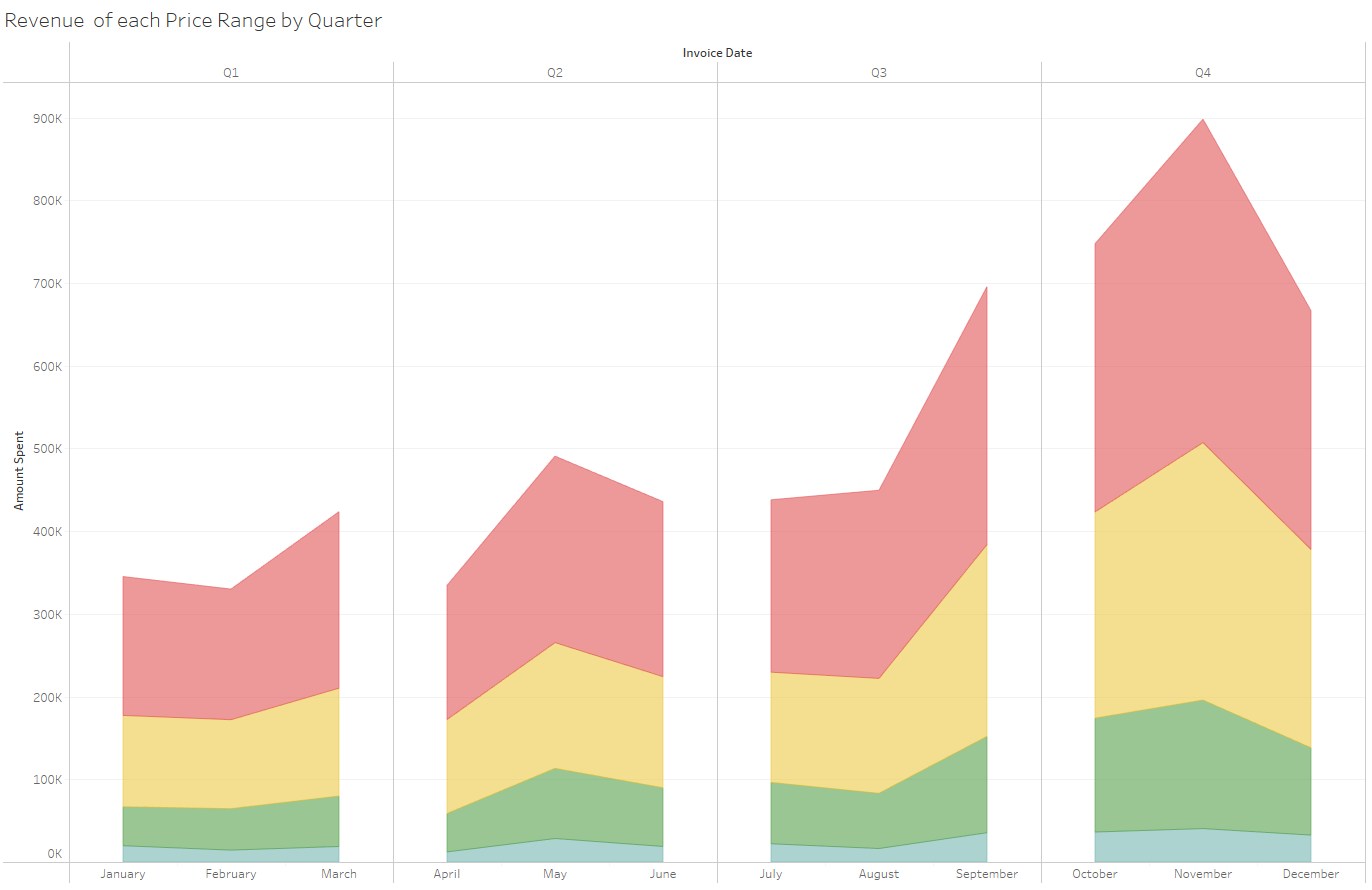 Revenue  of each Price Range by Quarter
Invoice Date
Q1 Q2 Q3 Q4
Amount Spent
900K
800K
700K
600K
500K
400K
300K
200K
100K
0K
January February March April May June July August September October November December